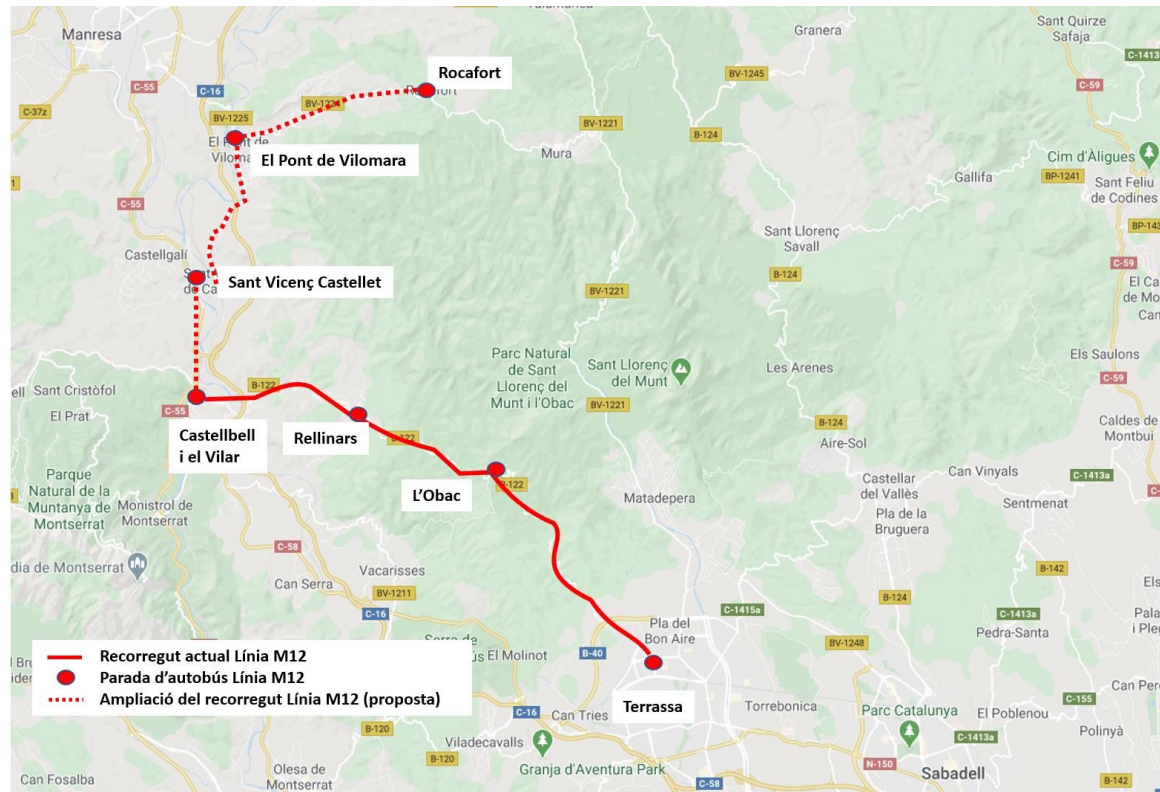 Talamanca
Manresa
Granera
Sant Quirze
Safaja
C-1413
C-55
C-16
Rocafort
BV-1245
C-59
C-37z
BV-1225
BV-1221
B-124
El Pont de
El Pont de Vilomara
Mura
Cim d'Àligues
BP-1241
Gallifa
Sant Feliu
de Codines
C-55
Castellgalí
Sant Llorenç
Savall
BP-143
C-59
B-124
Sant Vicenç Castellet
BV-1221
Els Saulons
Parc Natural
de Sant
Llorenç del
Munt i l'Obac
Sant Llorenç
del Munt
Les Arenes
C-59
Sant Cristòfol
El Prat
C-55
B-122
BV-1221
B-124
Caldes de
Montbui
Castellbell
i el Vilar
Rellinars
B-122
Aire-Sol
C-1413a
L'Obac
B-122
Castellar
del Vallès
Can Vinyals
Parque
Natural de la
Muntanya de
Montserrat
Monistrol de
Montserrat
Matadepera
Pla de la
Bruguera
Sentmenat
C-58
dia de Montserrat
Can Serra
Vacarisses
BV-1211
C-16
C-1415a
B-124
B-142
C-1413a
Pla del
Bon Aire
BV-1248
Pedra-Santa
Recorregut actual Línia M12
Parada d'autobús Línia M12
Ampliació del recorregut Línia M12 (proposta)
El Molinot
B-40
Terrassa
C-16
Can Tries
Torrebonica
Parc Catalunya
El Poblenou
C-155
Polinyà
B-120
B-120
Viladecavalls
Granja d'Aventura Park
C-1413a
Can Fosalba
Olesa de
Montserrat
C-58
N-150
Sabadell
B-142